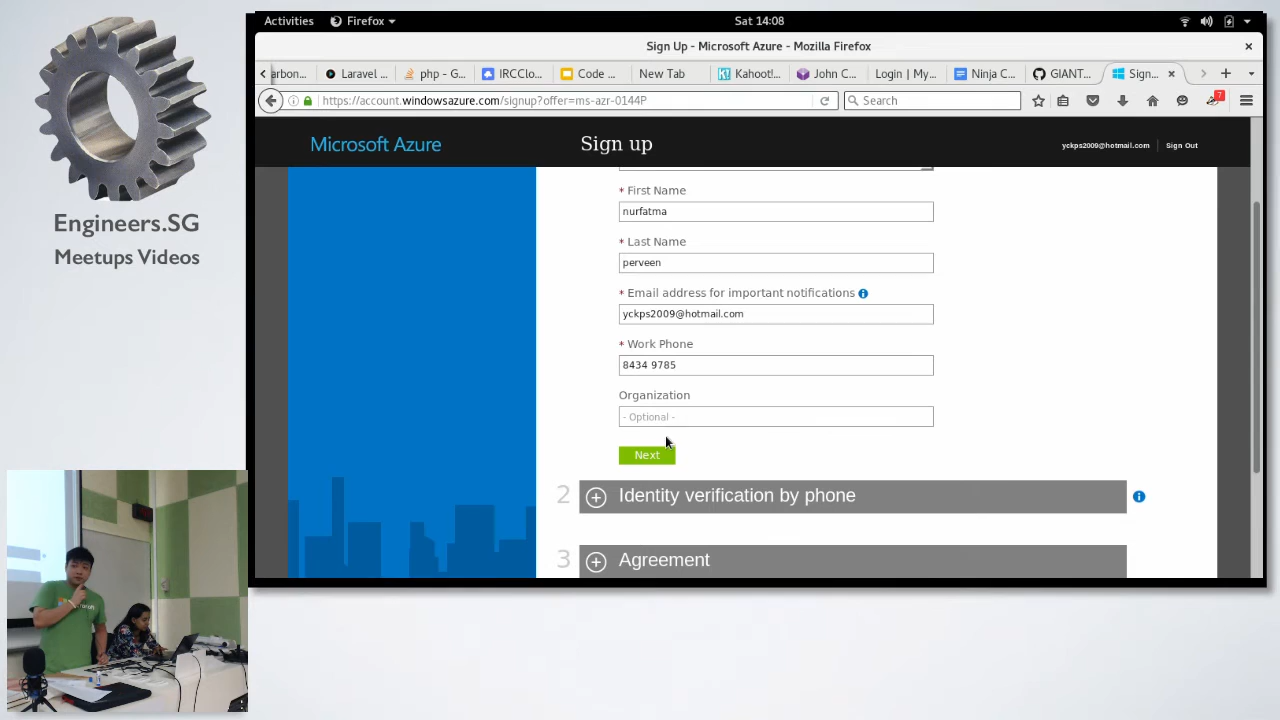 Activities Firefox Sat 14:08
Sign Up - Microsoft Azure - Mozilla Firefox
arbon... Laravel ... php - G... IRCClo... Code ... New Tab Kahoot!... John C... Login | My... Ninja C... GIANT... Sign...
https://account.windowsazure.com/signup?offer=ms-azr-0144P Search 7
Microsoft Azure Sign up yckps2009@hotmail.com Sign Out
* First Name
nurfatma
* Last Name
perveen
* Email address for important notifications
yckps2009@hotmail.com
* Work Phone
8434 9785
Organization
- Optional -
Next
2 Identity verification by phone
3 Agreement
Engineers.SG
Meetups Videos